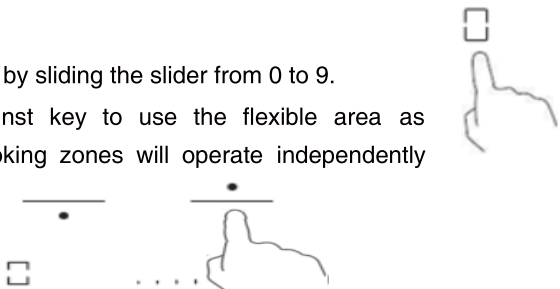 by sliding the slider from 0 to 9.
nst key to use the flexible area as
oking zones will operate independently